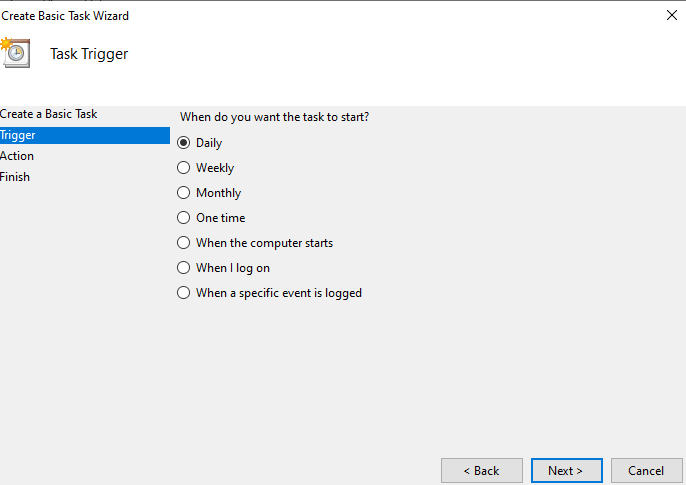 Create Basic Task Wizard
Task Trigger
Create a Basic Task
Trigger
Action
Finish
When do you want the task to start?
Daily
Weekly
Monthly
One time
When the computer starts
When I log on
When a specific event is logged
< Back
Next >
Cancel